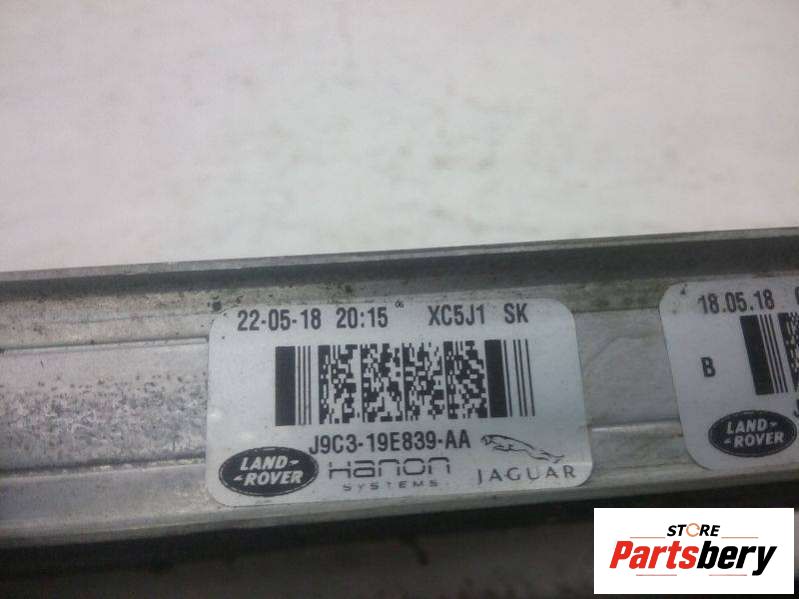 22-05-18 20:15 XC5J1 SK
J9C3-19E839-AA
LAND-
-ROVER
Hanon
SYSTEMS
JAGUAR
18.05.18
B
LAND-
-ROVER
STORE
Partsbery